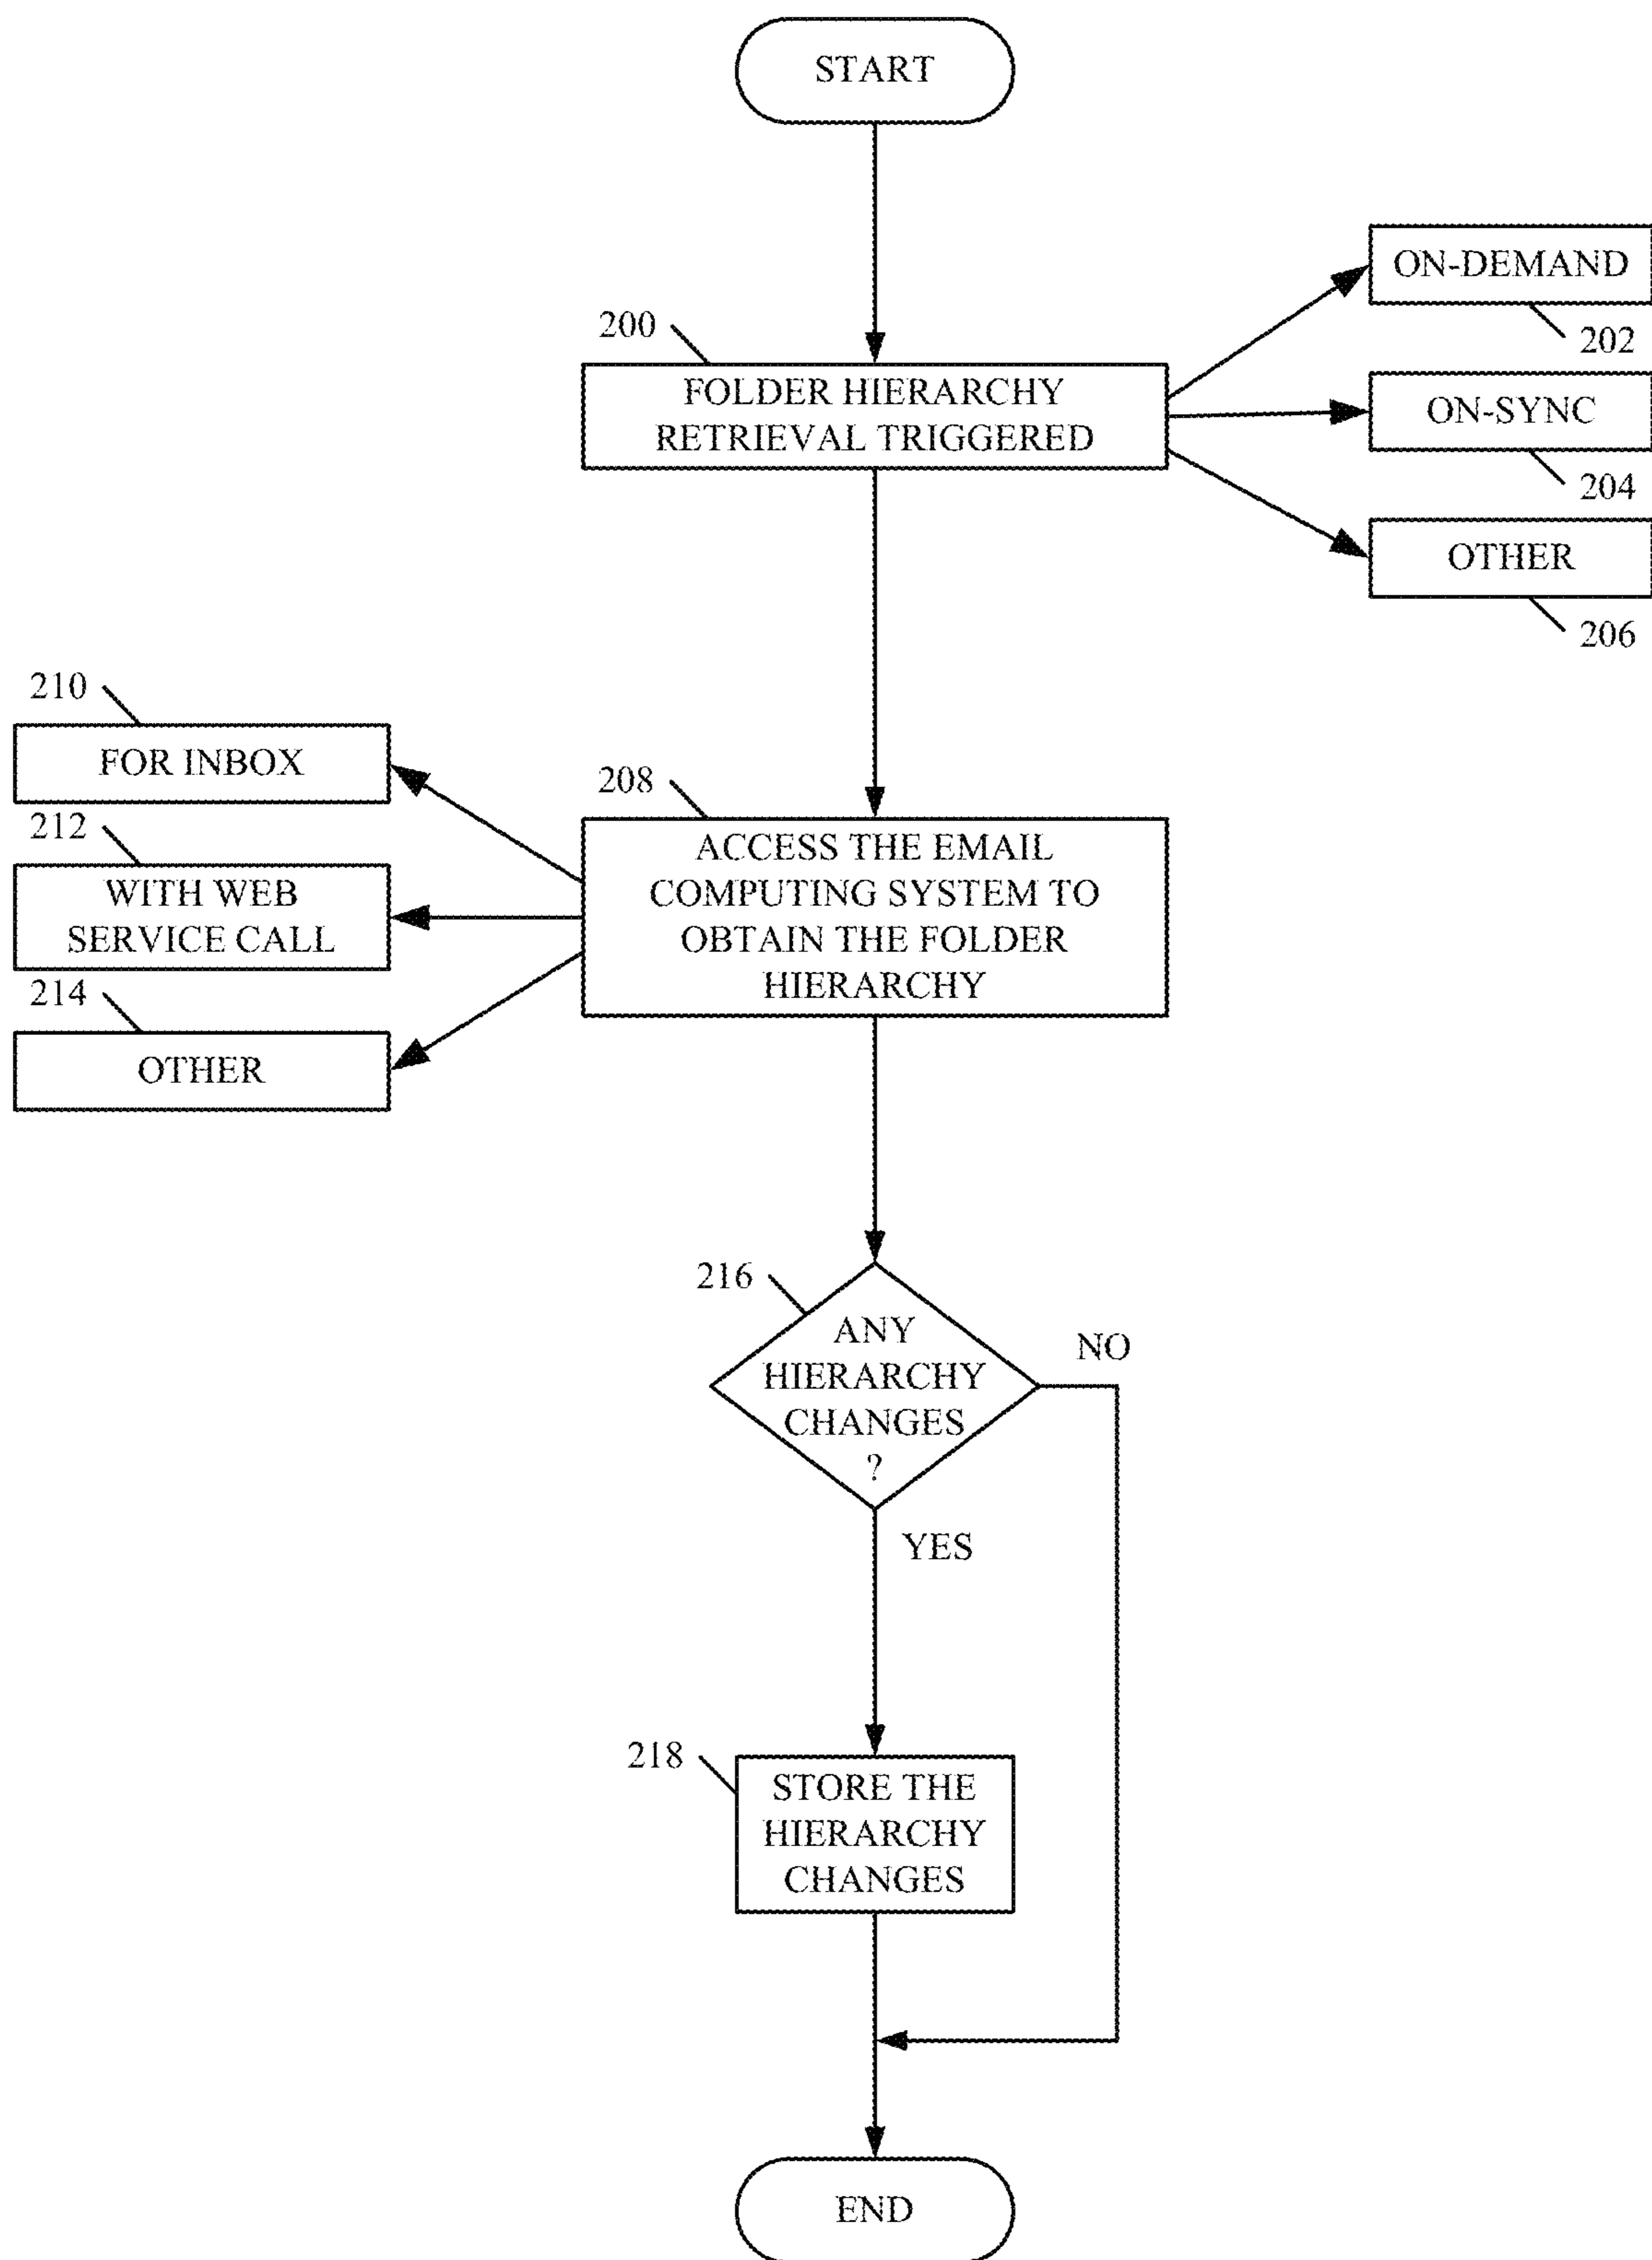 START
ON-DEMAND
202
200
FOLDER HIERARCHY
RETRIEVAL TRIGGERED
ON-SYNC
204
OTHER
206
210
FOR INBOX
212
WITH WEB
SERVICE CALL
214
OTHER
208
ACCESS THE EMAIL
COMPUTING SYSTEM TO
OBTAIN THE FOLDER
HIERARCHY
216
ANY
HIERARCHY
CHANGES
?
NO
YES
218
STORE THE
HIERARCHY
CHANGES
END